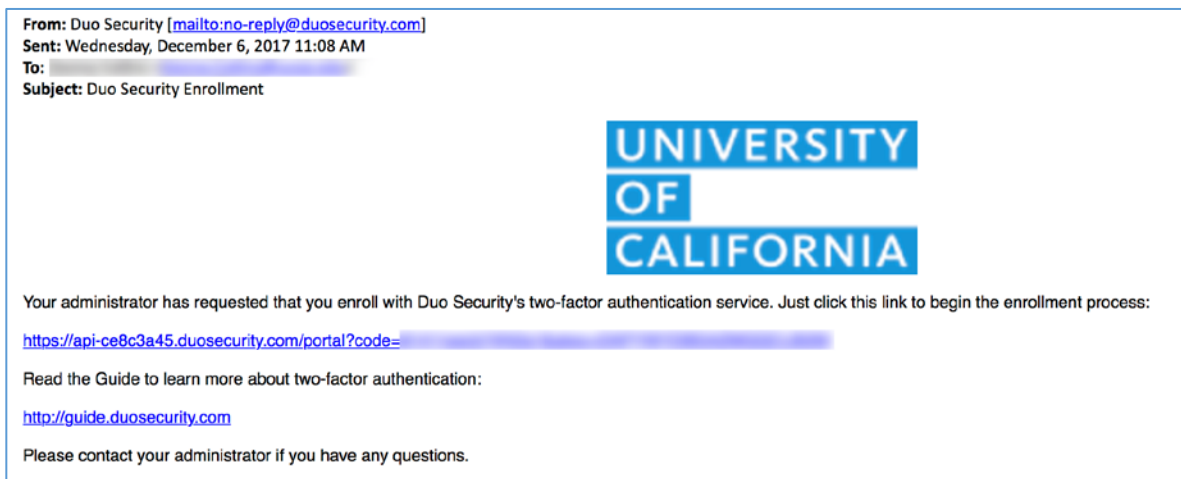 From: Duo Security [mailto:no-reply@duosecurity.com]
Sent: Wednesday, December 6, 2017 11:08 AM
To:
Subject: Duo Security Enrollment
UNIVERSITY
OF
CALIFORNIA
Your administrator has requested that you enroll with Duo Security's two-factor authentication service. Just click this link to begin the enrollment process:
https://api-ce8c3a45.duosecurity.com/portal?code=
Read the Guide to learn more about two-factor authentication:
http://guide.duosecurity.com
Please contact your administrator if you have any questions.